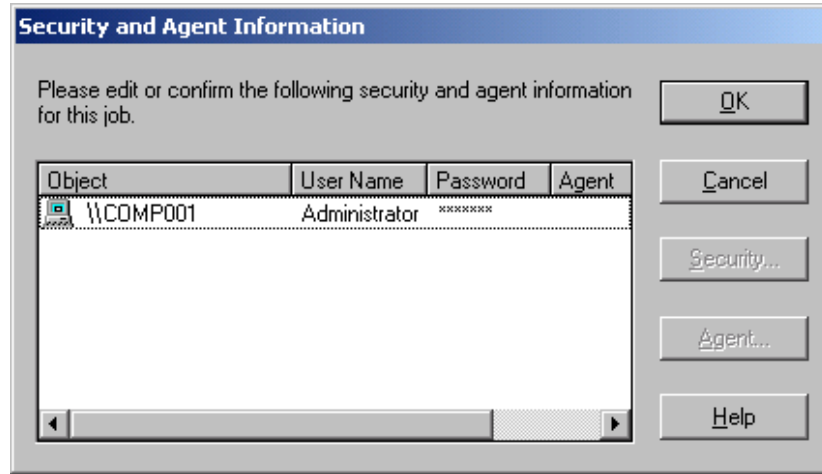 Security and Agent Information
Please edit or confirm the following security and agent information
for this job.
OK
Object User Name Password Agent
Cancel
\\COMP001 Administrator *******
Security...
Agent...
Help